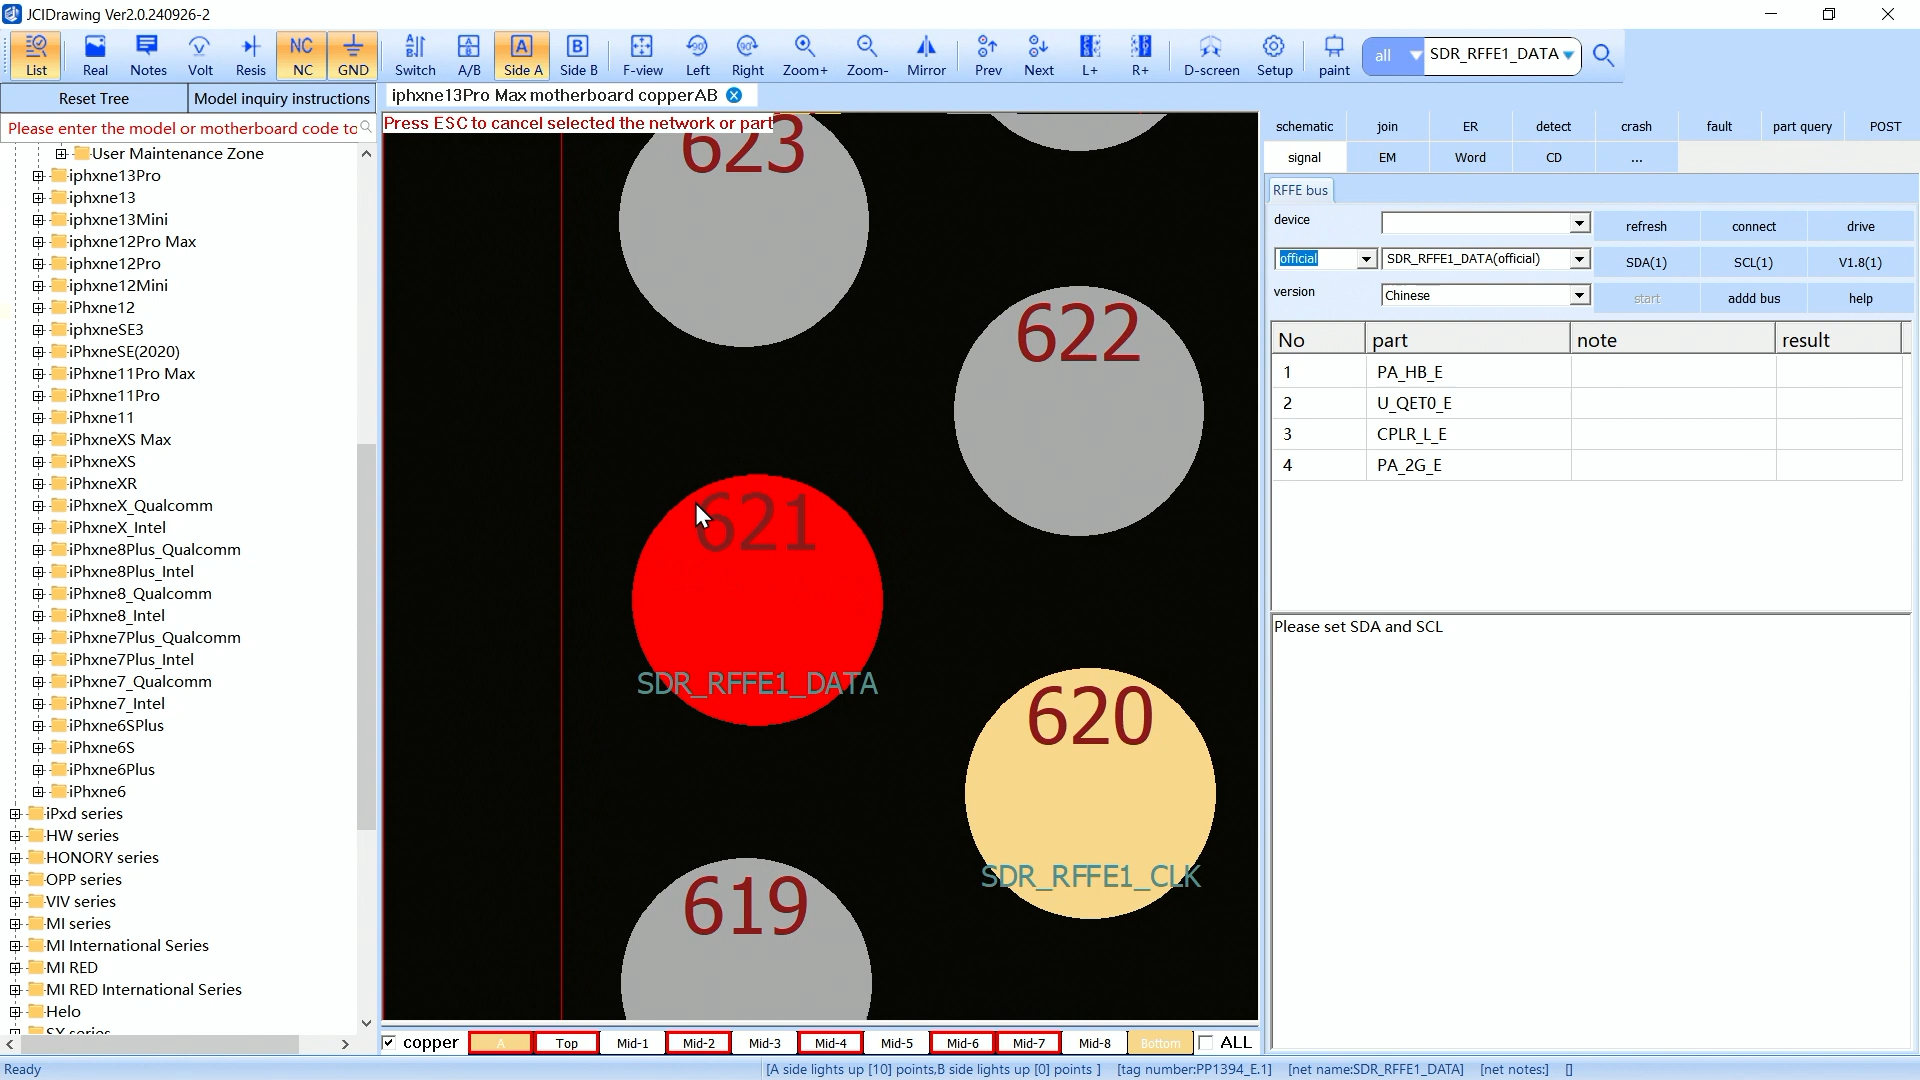 JCIDrawing Ver2.0.240926-2
List
Real
Notes
Volt
Resis
NC
NC
GND
Switch
A/B
Side A
Side B
F-view
Left
Right
Zoom+
Zoom-
Mirror
Prev
Next
L+
R+
D-screen
Setup
paint
all
SDR_RFFE1_DATA
Reset Tree
Model inquiry instructions
iphxne13Pro Max motherboard copperAB
Please enter the model or motherboard code to
Press ESC to cancel selected the network or part
User Maintenance Zone
iphxne13Pro
iphxne13
iphxne13Mini
iphxne12Pro Max
iphxne12Pro
iphxne12Mini
iPhxne12
iphxneSE3
iPhxneSE(2020)
iPhxne11Pro Max
iPhxne11Pro
iPhxne11
iPhxneXS Max
iPhxneXS
iPhxneXR
iPhxneX_Qualcomm
iPhxneX_Intel
iPhxne8Plus_Qualcomm
iPhxne8Plus_Intel
iPhxne8_Qualcomm
iPhxne8_Intel
iPhxne7Plus_Qualcomm
iPhxne7Plus_Intel
iPhxne7_Qualcomm
iPhxne7_Intel
iPhxne6SPlus
iPhxne6S
iPhxne6Plus
iPhxne6
iPxd series
HW series
HONORY series
OPP series
VIV series
MI series
MI International Series
MI RED
MI RED International Series
Helo
SX series
623
622
621
SDR_RFFE1_DATA
620
SDR_RFFE1_CLK
619
copper
A
Top
Mid-1
Mid-2
Mid-3
Mid-4
Mid-5
Mid-6
Mid-7
Mid-8
Bottom
ALL
schematic
join
ER
detect
crash
fault
part query
POST
signal
EM
Word
CD
...
RFFE bus
device
refresh
connect
drive
official
SDR_RFFE1_DATA(official)
SDA(1)
SCL(1)
V1.8(1)
version
Chinese
start
addd bus
help
No part note result
1 PA_HB_E
2 U_QET0_E
3 CPLR_L_E
4 PA_2G_E
Please set SDA and SCL
Ready
[A side lights up [10] points,B side lights up [0] points ]
[tag number:PP1394_E.1]
[net name:SDR_RFFE1_DATA]
[net notes:]
[]